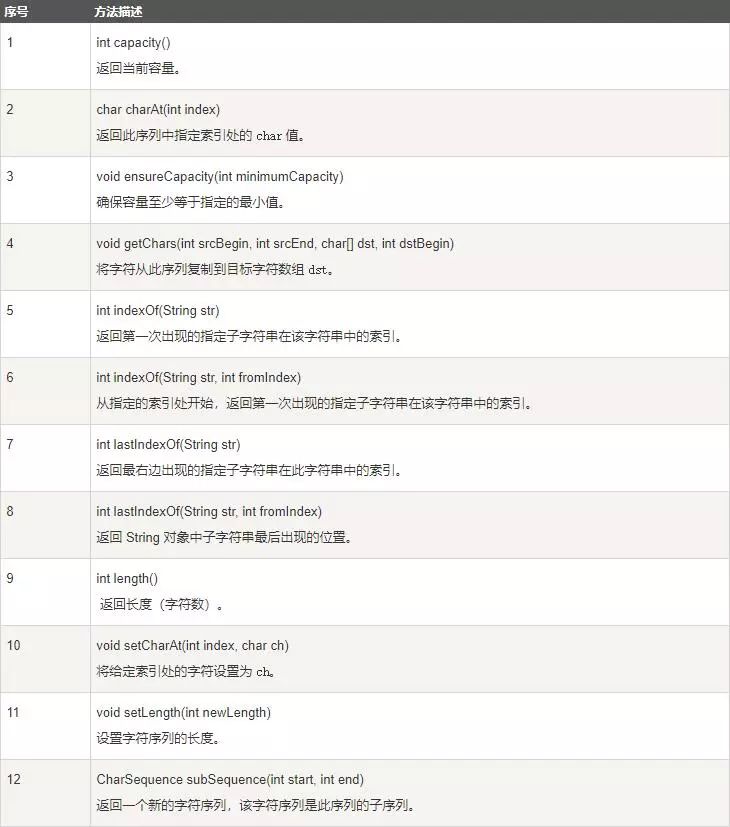 序号 方法描述
1 int capacity()
返回当前容量。
2 char charAt(int index)
返回此序列中指定索引处的 char 值。
3 void ensureCapacity(int minimumCapacity)
确保容量至少等于指定的最小值。
4 void getChars(int srcBegin, int srcEnd, char[] dst, int dstBegin)
将字符从此序列复制到目标字符数组 dst。
5 int indexOf(String str)
返回第一次出现的指定子字符串在该字符串中的索引。
6 int indexOf(String str, int fromIndex)
从指定的索引处开始，返回第一次出现的指定子字符串在该字符串中的索引。
7 int lastIndexOf(String str)
返回最右边出现的指定子字符串在此字符串中的索引。
8 int lastIndexOf(String str, int fromIndex)
返回 String 对象中子字符串最后出现的位置。
9 int length()
返回长度（字符数）。
10 void setCharAt(int index, char ch)
将给定索引处的字符设置为 ch。
11 void setLength(int newLength)
设置字符序列的长度。
12 CharSequence subSequence(int start, int end)
返回一个新的字符序列，该字符序列是此序列的子序列。